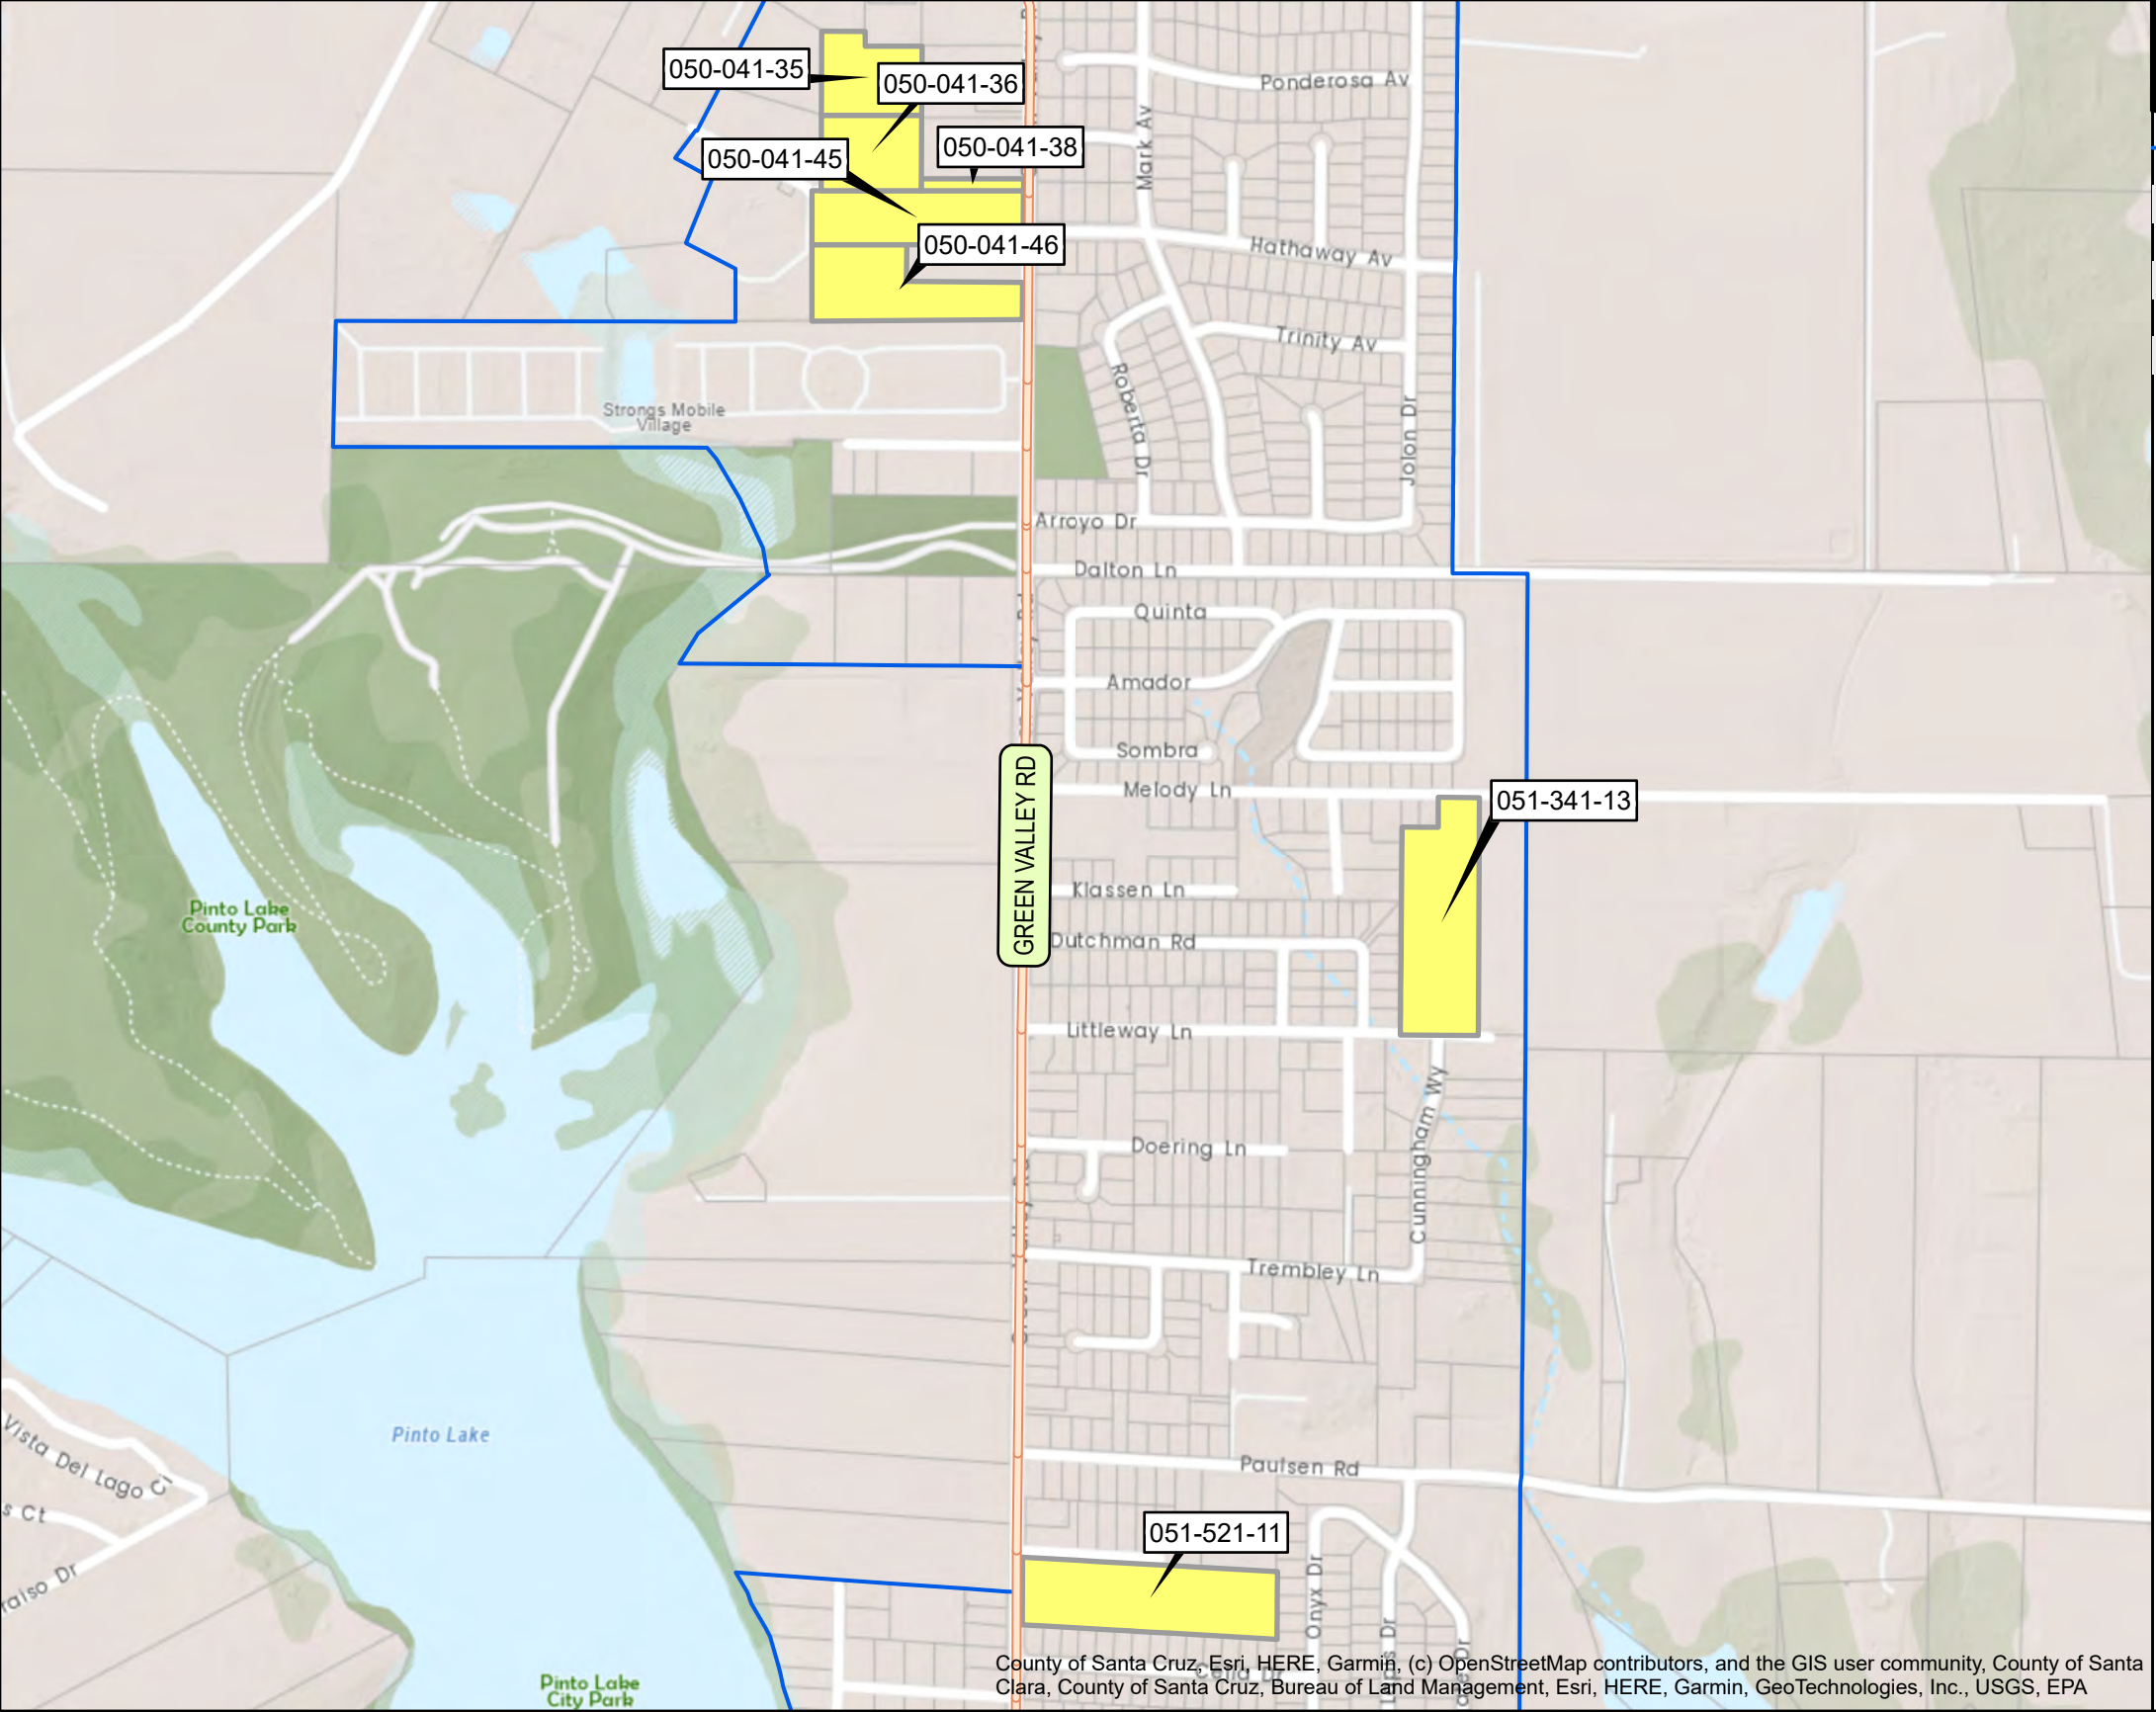 050-041-35
050-041-36
050-041-38
050-041-45
050-041-46
Ponderosa Av
Mark Av
Hathaway Av
Trinity Av
Roberta Dr
Jolon Dr
Strongs Mobile
Village
Arroyo Dr
Dalton Ln
Quinta
Amador
Sombra
Melody Ln
051-341-13
GREEN VALLEY RD
Klassen Ln
Pinto Lake
County Park
Dutchman Rd
Littleway Ln
Cunningham Wy
Doering Ln
Trembley Ln
Pinto Lake
Vista Del Lago Ci
s Ct
raiso Dr
Paulsen Rd
051-521-11
Onyx Dr
Pinto Lake
City Park
County of Santa Cruz, Esri, HERE, Garmin, (c) OpenStreetMap contributors, and the GIS user community, County of Santa
Clara, County of Santa Cruz, Bureau of Land Management, Esri, HERE, Garmin, GeoTechnologies, Inc., USGS, EPA